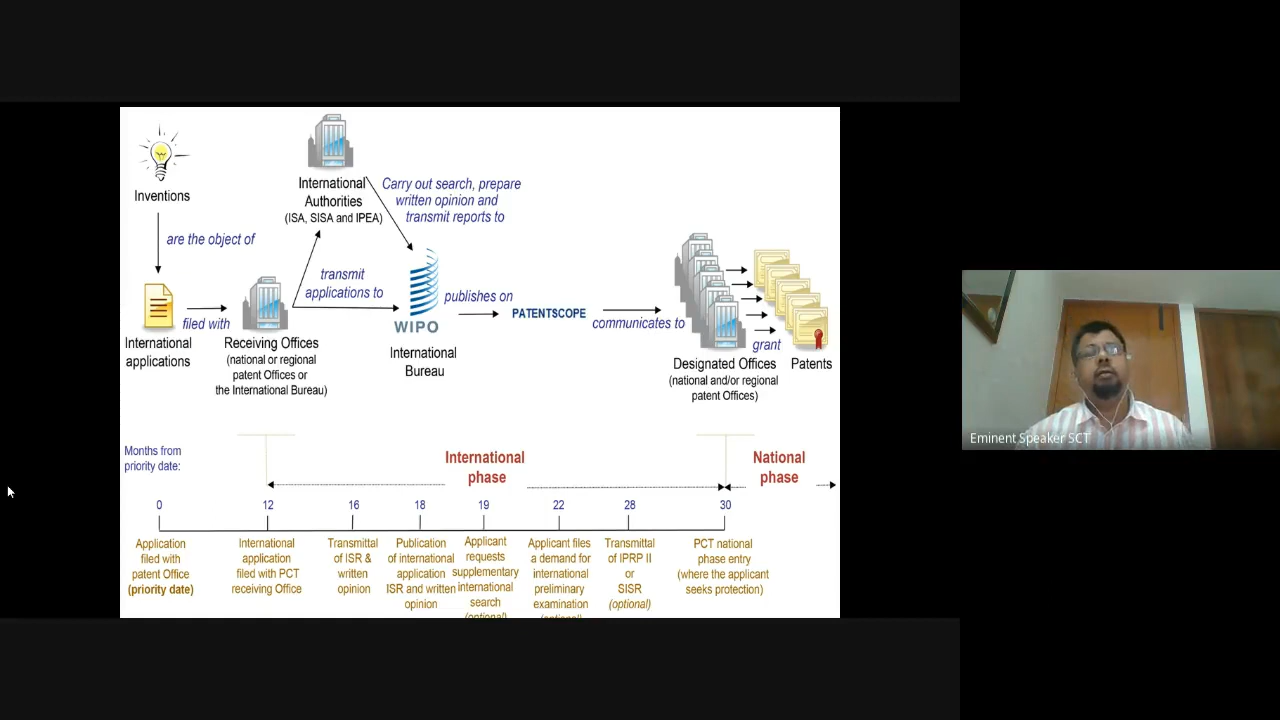 Inventions
are the object of
International
applications
filed with
Receiving Offices
(national or regional
patent Offices or
the International Bureau)
International
Authorities
(ISA, SISA and IPEA)
Carry out search, prepare
written opinion and
transmit reports to
transmit
applications to
WIPO
International
Bureau
publishes on
PATENTSCOPE
communicates to
Designated Offices
(national and/or regional
patent Offices)
grant
Patents
Months from
priority date:
International
phase
National
phase
0
12
16
18
19
22
28
30
Application
filed with
patent Office
(priority date)
International
application
filed with PCT
receiving Office
Transmittal
of ISR &
written
opinion
Publication
of international
application
ISR and written
opinion
Applicant
requests
supplementary
international
search
(optional)
Applicant files
a demand for
international
preliminary
examination
(optional)
Transmittal
of IPRP II
or
SISR
(optional)
PCT national
phase entry
(where the applicant
seeks protection)
Eminent Speaker SCT